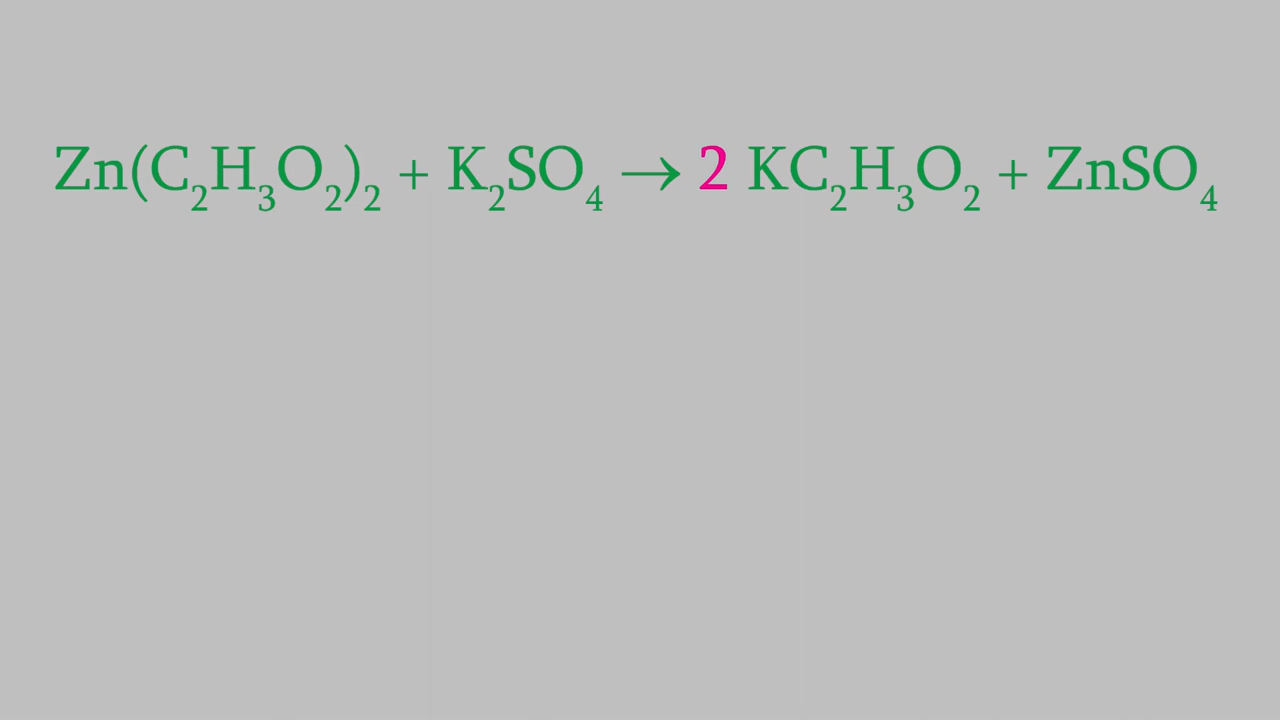 Zn(C₂H₃O₂)₂ + K₂SO₄ → 2 KC₂H₃O₂ + ZnSO₄